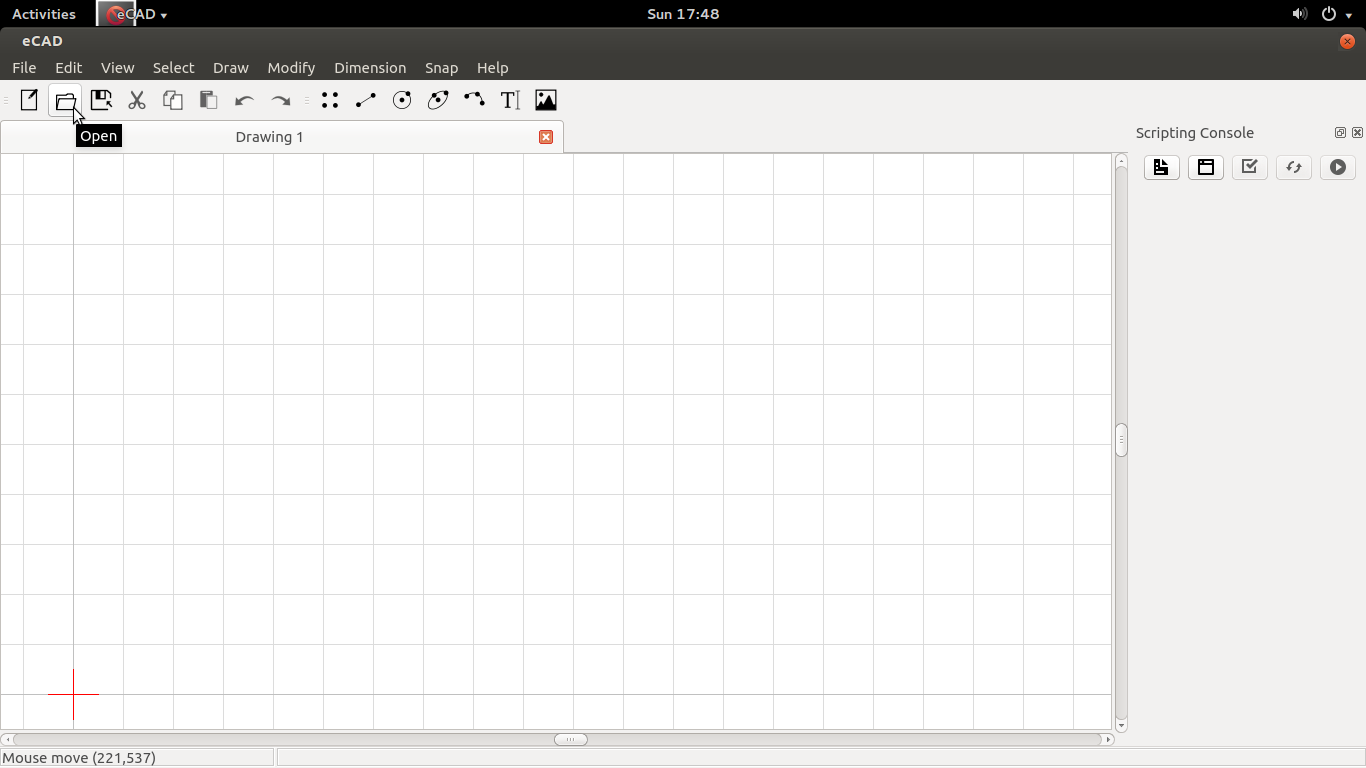 Activities eCAD Sun 17:48
eCAD
File Edit View Select Draw Modify Dimension Snap Help
T
Open Drawing 1 Scripting Console
Mouse move (221,537)